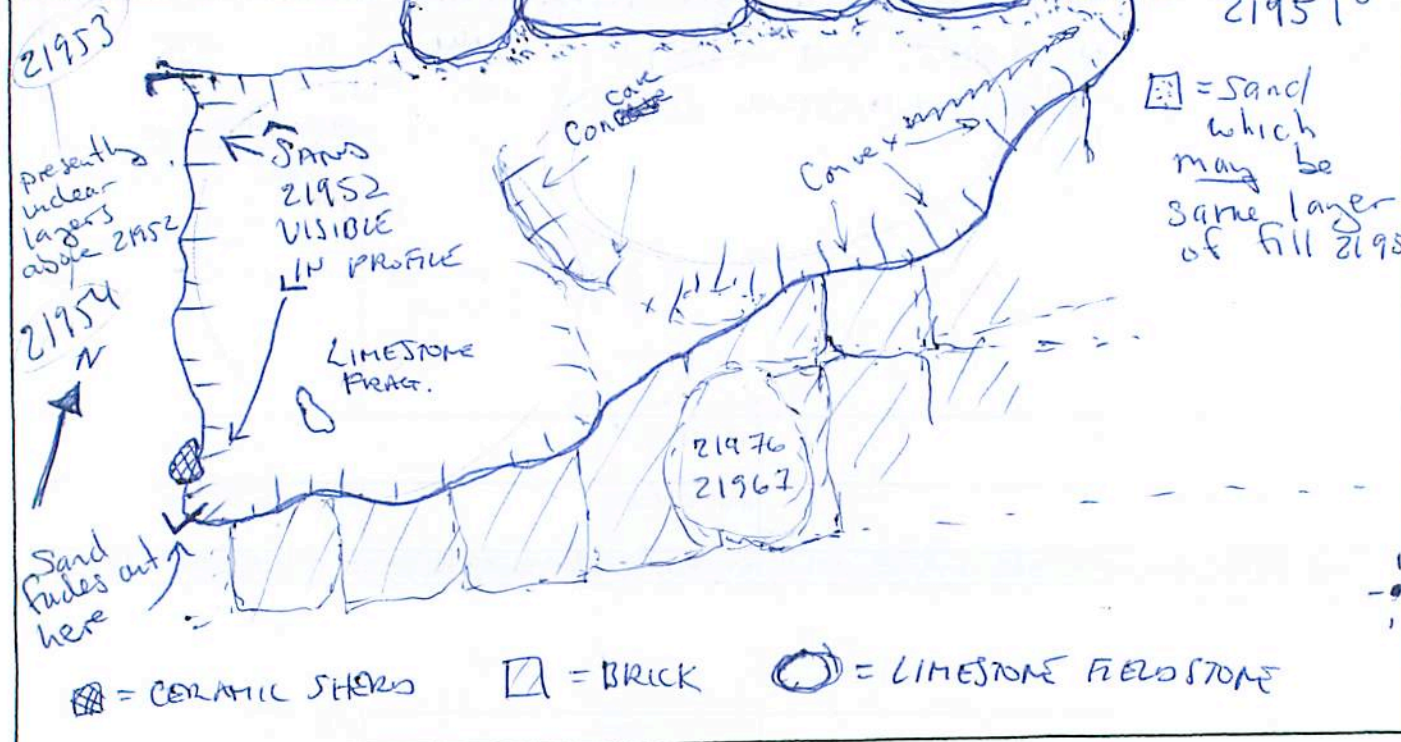 21953
presently
unclear
layers
above 21952
21954
N
Sand
fades out
here
SAND
21952
VISIBLE
IN PROFILE
LIMESTONE
FRAG.
Concave
Convex
21976
21967
= Sand
which
may be
same layer
of fill
= CERAMIC SHERD
= BRICK
= LIMESTONE FIELDSTONE